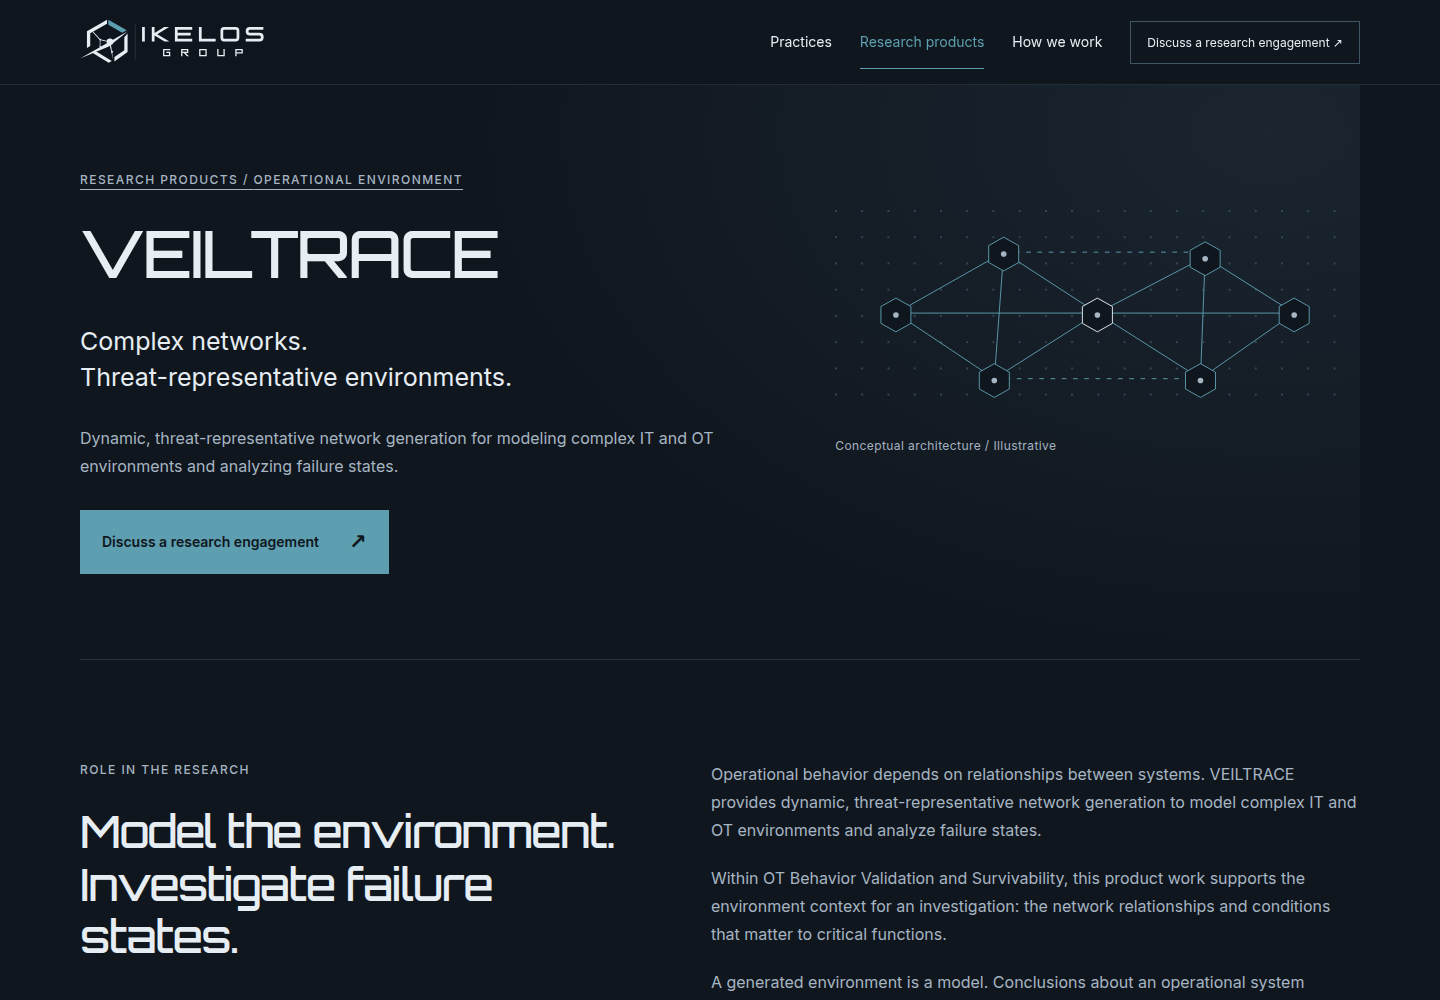 IKELOS
GROUP
Practices
Research products
How we work
Discuss a research engagement ↗
RESEARCH PRODUCTS / OPERATIONAL ENVIRONMENT
VEILTRACE
Complex networks.
Threat-representative environments.
Dynamic, threat-representative network generation for modeling complex IT and OT
environments and analyzing failure states.
Discuss a research engagement ↗
Conceptual architecture / Illustrative
ROLE IN THE RESEARCH
Model the environment.
Investigate failure
states.
Operational behavior depends on relationships between systems. VEILTRACE
provides dynamic, threat-representative network generation to model complex IT and
OT environments and analyze failure states.
Within OT Behavior Validation and Survivability, this product work supports the
environment context for an investigation: the network relationships and conditions
that matter to critical functions.
A generated environment is a model. Conclusions about an operational system